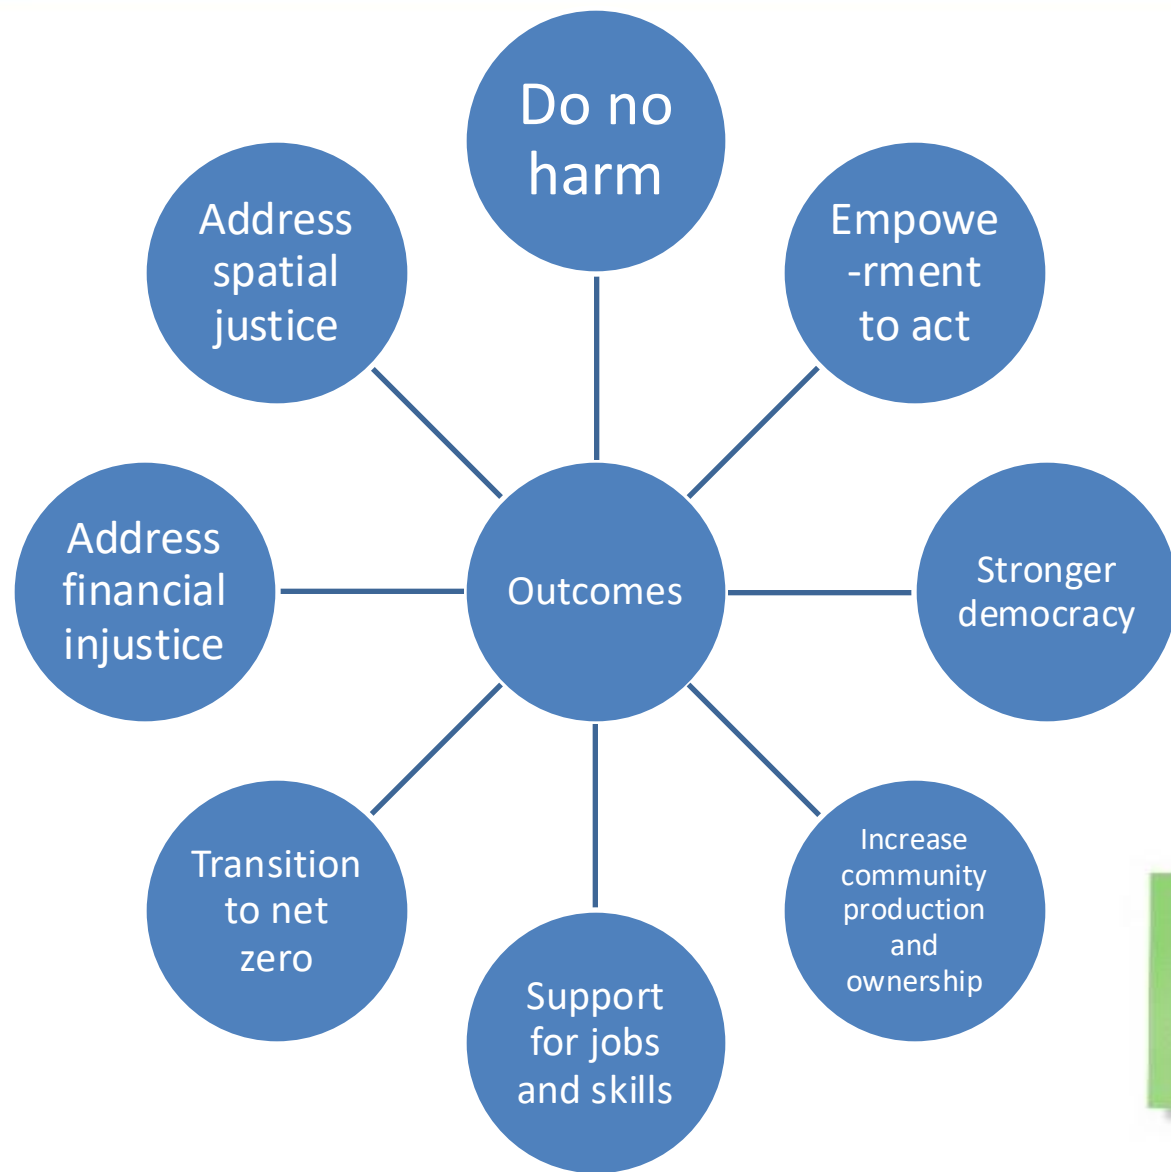 Do no
harm
Empowe
-rment
to act
Stronger
democracy
Increase
community
production
and
ownership
Support
for jobs
and skills
Transition
to net
zero
Address
financial
injustice
Address
spatial
justice
Outcomes